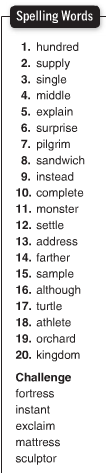 Spelling Words
1. hundred
2. supply
3. single
4. middle
5. explain
6. surprise
7. pilgrim
8. sandwich
9. instead
10. complete
11. monster
12. settle
13. address
14. farther
15. sample
16. although
17. turtle
18. athlete
19. orchard
20. kingdom
Challenge
fortress
instant
exclaim
mattress
sculptor